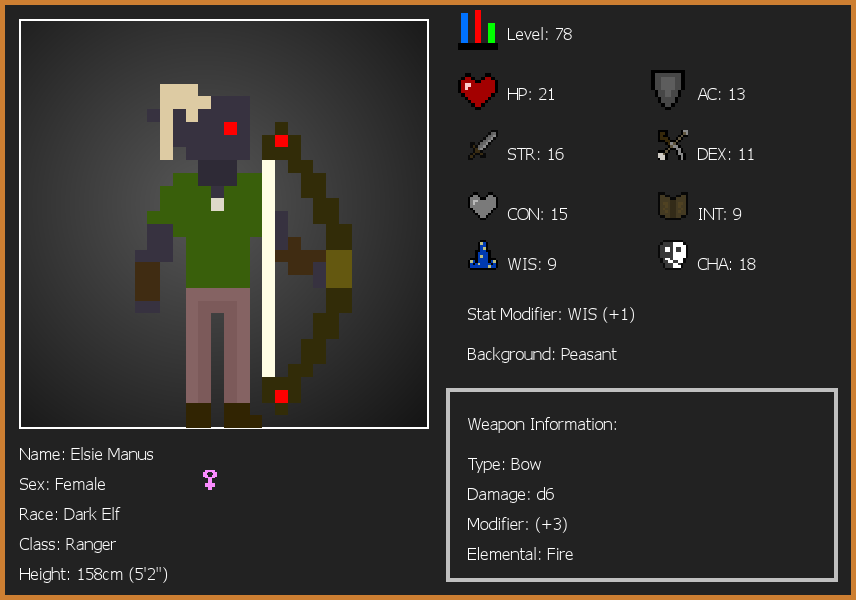 Level: 78
HP: 21
AC: 13
STR: 16
DEX: 11
CON: 15
INT: 9
WIS: 9
CHA: 18
Stat Modifier: WIS (+1)
Background: Peasant
Weapon Information:
Type: Bow
Damage: d6
Modifier: (+3)
Elemental: Fire
Name: Elsie Manus
Sex: Female
Race: Dark Elf
Class: Ranger
Height: 158cm (5'2")